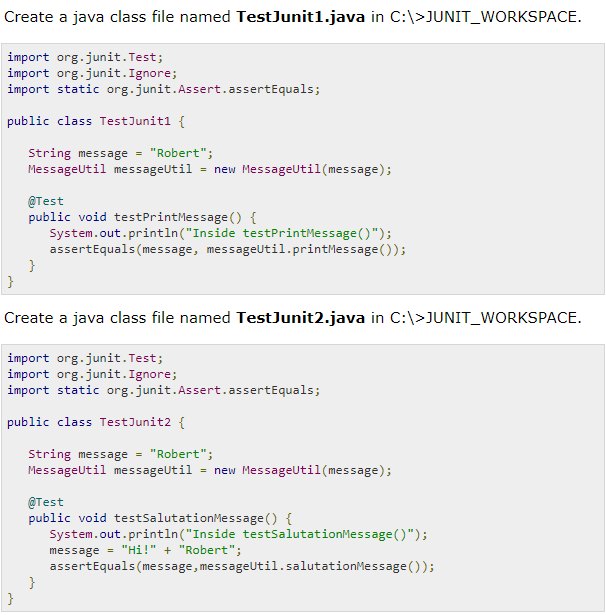 Create a java class file named TestJunit1.java in C:\>JUNIT_WORKSPACE.
import org.junit.Test;
import org.junit.Ignore;
import static org.junit.Assert.assertEquals;
public class TestJunit1 {
String message = "Robert";
MessageUtil messageUtil = new MessageUtil(message);
@Test
public void testPrintMessage() {
System.out.println("Inside testPrintMessage()");
assertEquals(message, messageUtil.printMessage());
}
}
Create a java class file named TestJunit2.java in C:\>JUNIT_WORKSPACE.
import org.junit.Test;
import org.junit.Ignore;
import static org.junit.Assert.assertEquals;
public class TestJunit2 {
String message = "Robert";
MessageUtil messageUtil = new MessageUtil(message);
@Test
public void testSalutationMessage() {
System.out.println("Inside testSalutationMessage()");
message = "Hi!" + "Robert";
assertEquals(message,messageUtil.salutationMessage());
}
}